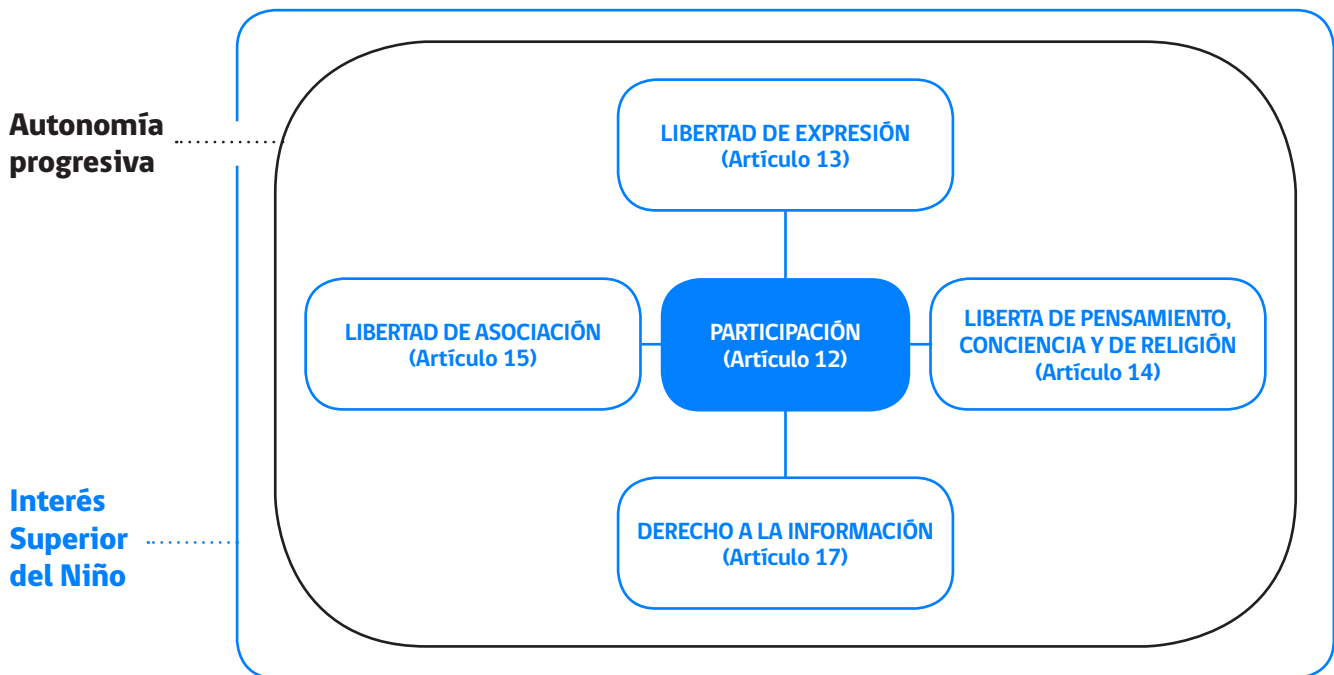 Autonomía
progresiva
LIBERTAD DE EXPRESIÓN
(Artículo 13)
LIBERTAD DE ASOCIACIÓN
(Artículo 15)
PARTICIPACIÓN
(Artículo 12)
LIBERTA DE PENSAMIENTO,
CONCIENCIA Y DE RELIGIÓN
(Artículo 14)
Interés
Superior
del Niño
DERECHO A LA INFORMACIÓN
(Artículo 17)